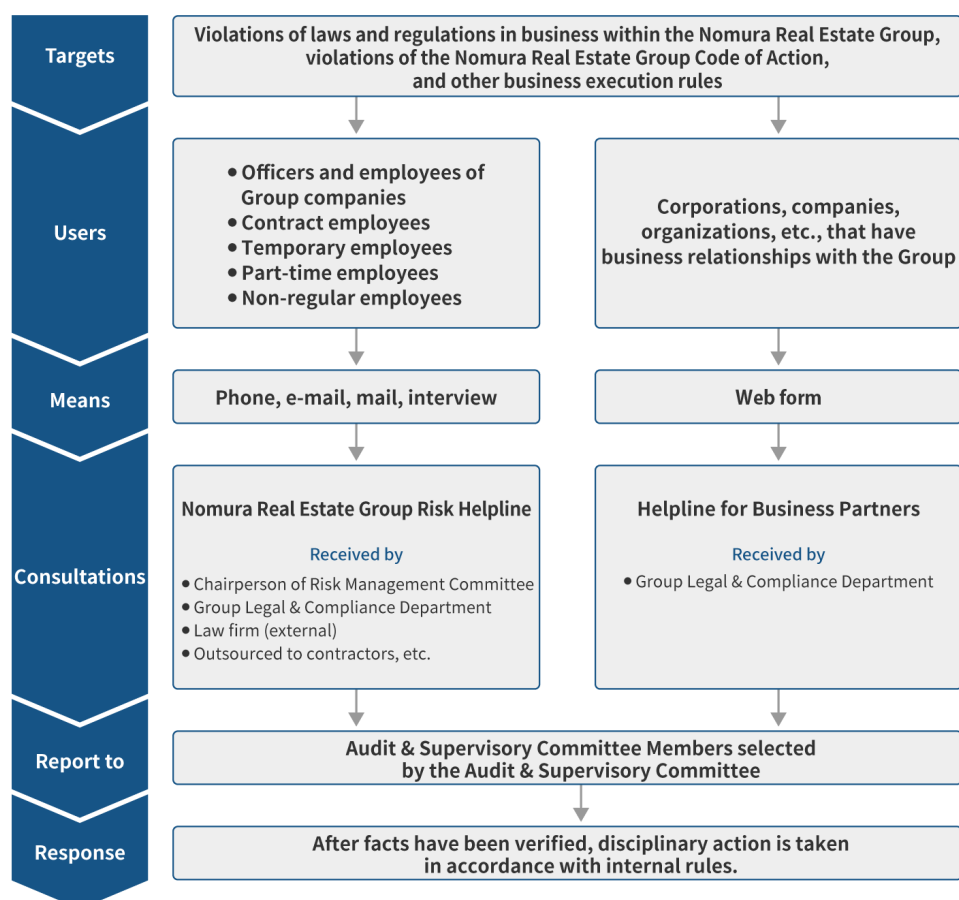 Targets
Violations of laws and regulations in business within the Nomura Real Estate Group,
violations of the Nomura Real Estate Group Code of Action,
and other business execution rules
Users
• Officers and employees of
Group companies
• Contract employees
• Temporary employees
• Part-time employees
• Non-regular employees
Corporations, companies,
organizations, etc., that have
business relationships with the Group
Means
Phone, e-mail, mail, interview
Web form
Consultations
Nomura Real Estate Group Risk Helpline
Received by
• Chairperson of Risk Management Committee
• Group Legal & Compliance Department
• Law firm (external)
• Outsourced to contractors, etc.
Helpline for Business Partners
Received by
• Group Legal & Compliance Department
Report to
Audit & Supervisory Committee Members selected
by the Audit & Supervisory Committee
Response
After facts have been verified, disciplinary action is taken
in accordance with internal rules.